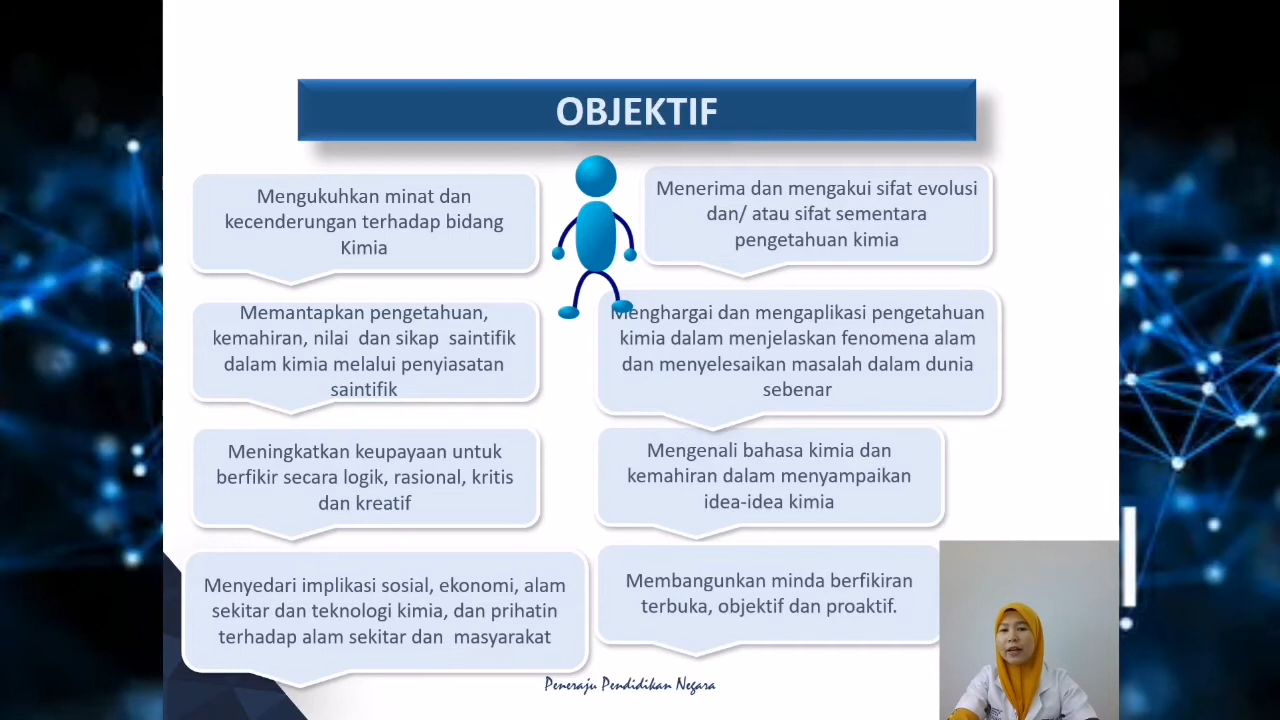 OBJEKTIF
Mengukuhkan minat dan
kecenderungan terhadap bidang
Kimia
Memantapkan pengetahuan,
kemahiran, nilai dan sikap saintifik
dalam kimia melalui penyiasatan
saintifik
Meningkatkan keupayaan untuk
berfikir secara logik, rasional, kritis
dan kreatif
Menyedari implikasi sosial, ekonomi, alam
sekitar dan teknologi kimia, dan prihatin
terhadap alam sekitar dan masyarakat
Menerima dan mengakui sifat evolusi
dan/ atau sifat sementara
pengetahuan kimia
Menghargai dan mengaplikasi pengetahuan
kimia dalam menjelaskan fenomena alam
dan menyelesaikan masalah dalam dunia
sebenar
Mengenali bahasa kimia dan
kemahiran dalam menyampaikan
idea-idea kimia
Membangunkan minda berfikiran
terbuka, objektif dan proaktif.
Peneraju Pendidikan Negara